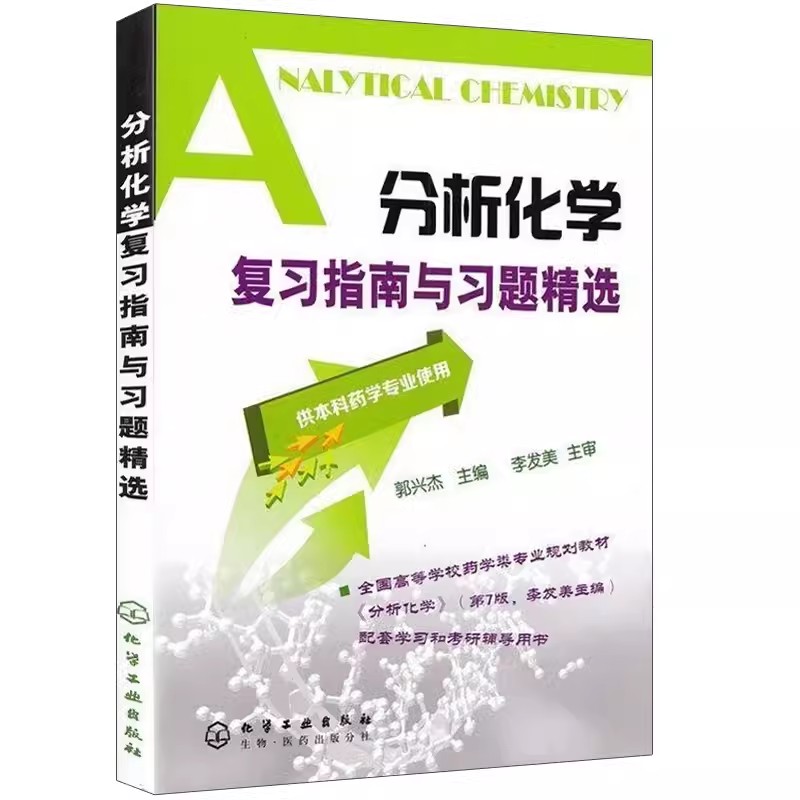 ANALYTICAL CHEMISTRY
分析化学
复习指南与习题精选
供本科药学专业使用
郭兴杰 主编 李发美 主审
■ 全国高等学校药学类专业规划教材
《分析化学》(第7版,李发美主编)
配套学习和考研辅导用书
化学工业出版社
生物·医药出版分社
分析化学复习指南与习题精选
化学工业出版社